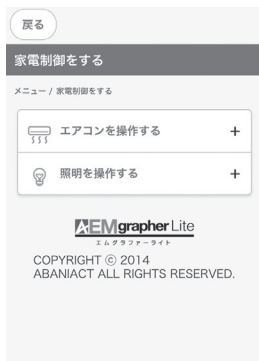 戻る
家電制御をする
メニュー / 家電制御をする
エアコンを操作する +
照明を操作する +
AEMgrapher Lite
エムグラファーライト
COPYRIGHT © 2014
ABANIACT ALL RIGHTS RESERVED.